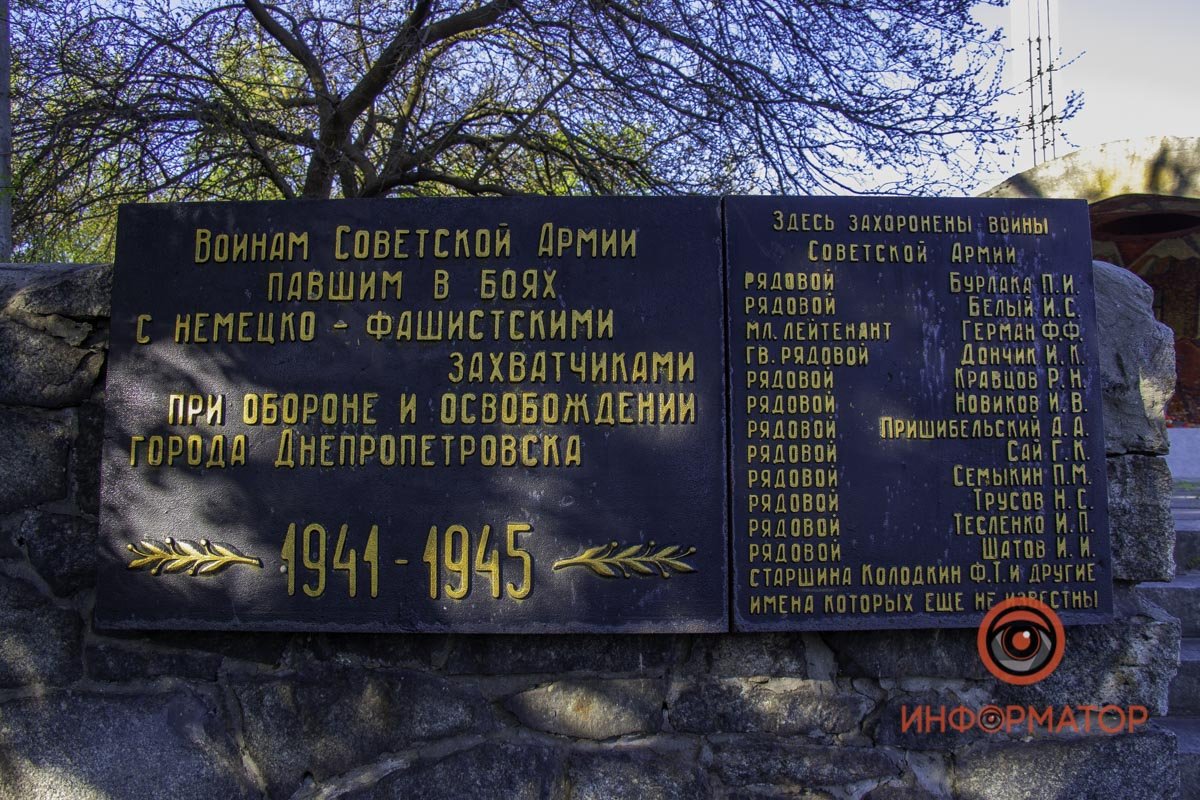 Воинам Советской Армии
павшим в боях
с немецко - фашистскими
захватчиками
при обороне и освобождении
города Днепропетровска
1941 - 1945
Здесь захоронены воины
Советской Армии
рядовой Бурлака П.И.
рядовой Белый И.С.
мл. лейтенант Герман Ф.Ф.
гв. рядовой Дончик И.К.
рядовой Кравцов Р.Н.
рядовой Новиков И.В.
рядовой Пришибельский А.А.
рядовой Сай Г.К.
рядовой Семыкин П.М.
рядовой Трусов Н.С.
рядовой Тесленко И.П.
рядовой Шатов И.И.
старшина Колодкин Ф.Т. и другие
имена которых еще не известны
ИНФОРМАТОР